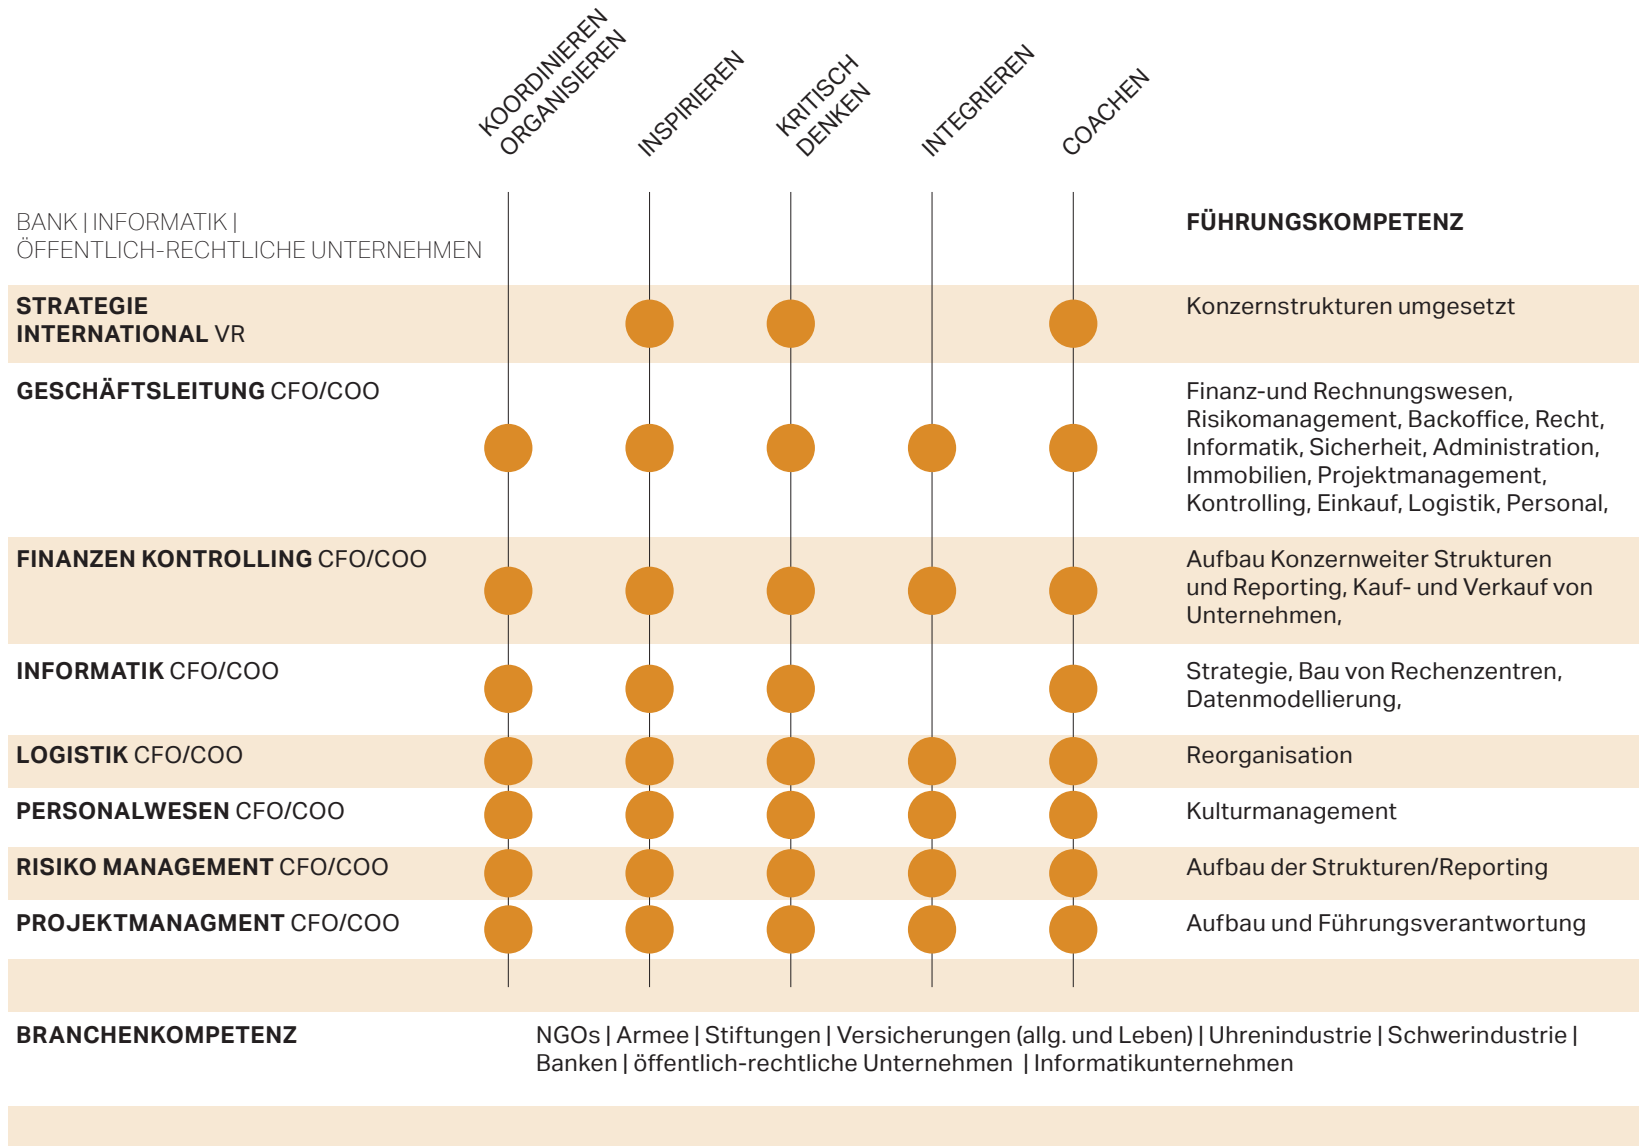 KOORDINIEREN
ORGANISIEREN
INSPIRIEREN
KRITISCH
DENKEN
INTEGRIEREN
COACHEN
BANK | INFORMATIK |
ÖFFENTLICH-RECHTLICHE UNTERNEHMEN
FÜHRUNGSKOMPETENZ
STRATEGIE
INTERNATIONAL VR
Konzernstrukturen umgesetzt
GESCHÄFTSLEITUNG CFO/COO
Finanz-und Rechnungswesen,
Risikomanagement, Backoffice, Recht,
Informatik, Sicherheit, Administration,
Immobilien, Projektmanagement,
Kontrolling, Einkauf, Logistik, Personal,
FINANZEN KONTROLLING CFO/COO
Aufbau Konzernweiter Strukturen
und Reporting, Kauf- und Verkauf von
Unternehmen,
INFORMATIK CFO/COO
Strategie, Bau von Rechenzentren,
Datenmodellierung,
LOGISTIK CFO/COO
Reorganisation
PERSONALWESEN CFO/COO
Kulturmanagement
RISIKO MANAGEMENT CFO/COO
Aufbau der Strukturen/Reporting
PROJEKTMANAGMENT CFO/COO
Aufbau und Führungsverantwortung
BRANCHENKOMPETENZ
NGOs | Armee | Stiftungen | Versicherungen (allg. und Leben) | Uhrenindustrie | Schwerindustrie |
Banken | öffentlich-rechtliche Unternehmen | Informatikunternehmen